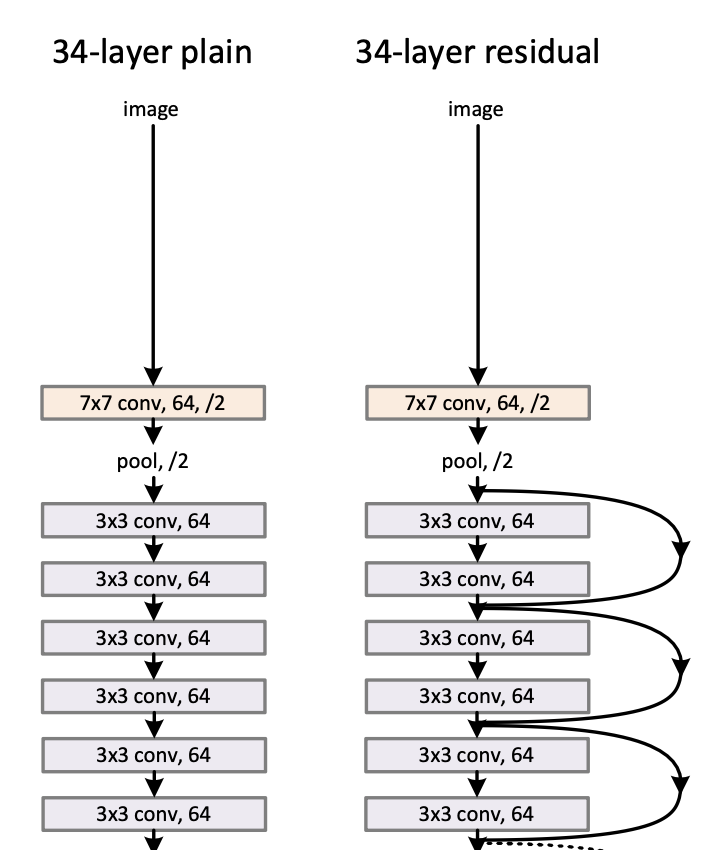 34-layer plain
image
7x7 conv, 64, /2
pool, /2
3x3 conv, 64
3x3 conv, 64
3x3 conv, 64
3x3 conv, 64
3x3 conv, 64
3x3 conv, 64
34-layer residual
image
7x7 conv, 64, /2
pool, /2
3x3 conv, 64
3x3 conv, 64
3x3 conv, 64
3x3 conv, 64
3x3 conv, 64
3x3 conv, 64